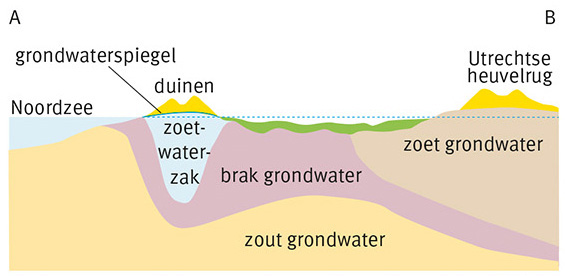 A
B
grondwaterspiegel
duinen
Utrechtse
heuvelrug
Noordzee
zoet-
water-
zak
zoet grondwater
brak grondwater
zout grondwater